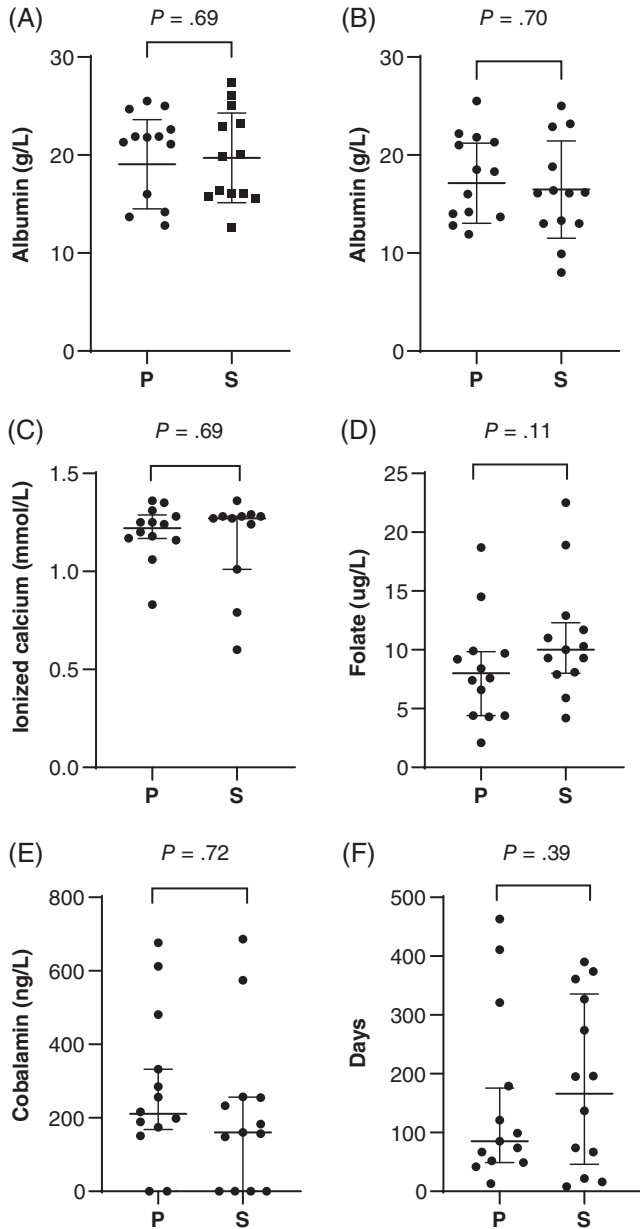 (A)
P = .69
Albumin (g/L)
30
20
10
0
P
S
(B)
P = .70
Albumin (g/L)
30
20
10
0
P
S
(C)
P = .69
Ionized calcium (mmol/L)
1.5
1.0
0.5
0.0
P
S
(D)
P = .11
Folate (ug/L)
25
20
15
10
5
0
P
S
(E)
P = .72
Cobalamin (ng/L)
800
600
400
200
0
P
S
(F)
P = .39
Days
500
400
300
200
100
0
P
S